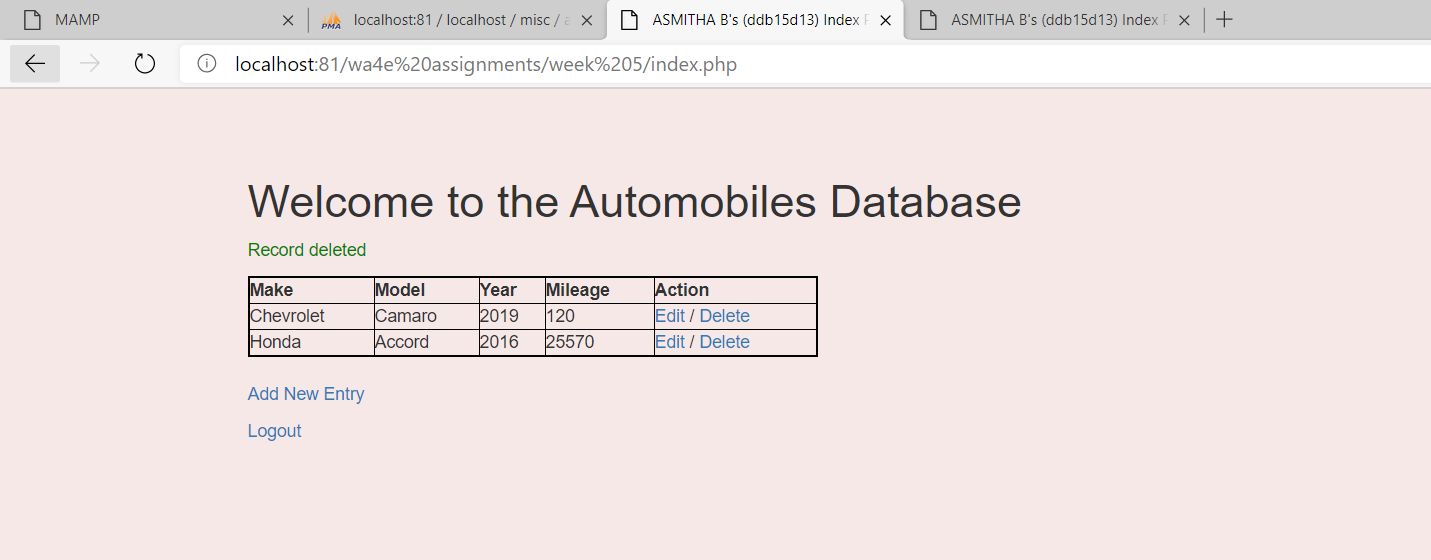 MAMP
localhost:81 / localhost / misc / a
ASMITHA B's (ddb15d13) Index P
ASMITHA B's (ddb15d13) Index P
localhost:81/wa4e%20assignments/week%205/index.php
Welcome to the Automobiles Database
Record deleted
Make Model Year Mileage Action
Chevrolet Camaro 2019 120 Edit / Delete
Honda Accord 2016 25570 Edit / Delete
Add New Entry
Logout